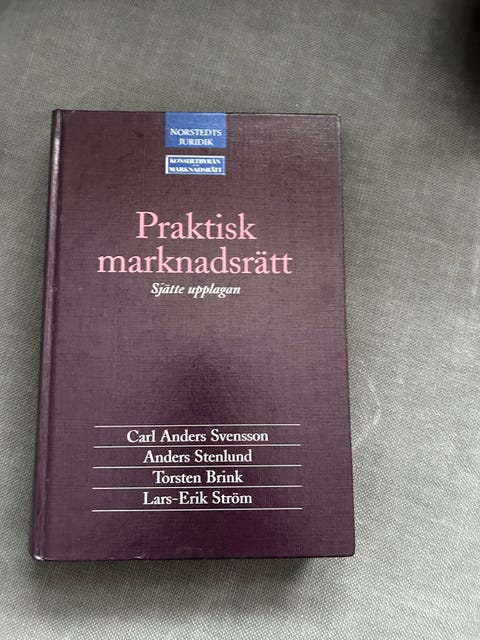 NORSTEDTS
JURIDIK
KONSULTBYRÅN
MARKNADSRÄTT
Praktisk
marknadsrätt
Sjätte upplagan
Carl Anders Svensson
Anders Stenlund
Torsten Brink
Lars-Erik Ström